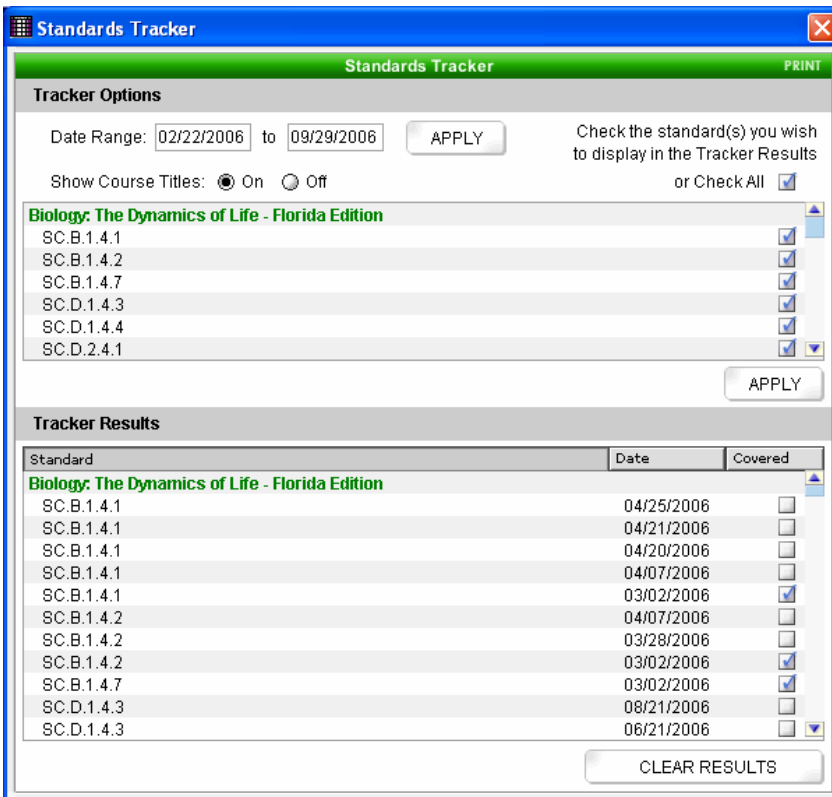 Standards Tracker
Standards Tracker PRINT
Tracker Options
Date Range: 02/22/2006 to 09/29/2006 APPLY
Check the standard(s) you wish
to display in the Tracker Results
Show Course Titles: On Off
or Check All
Biology: The Dynamics of Life - Florida Edition
SC.B.1.4.1
SC.B.1.4.2
SC.B.1.4.7
SC.D.1.4.3
SC.D.1.4.4
SC.D.2.4.1
APPLY
Tracker Results
Standard Date Covered
Biology: The Dynamics of Life - Florida Edition
SC.B.1.4.1 04/25/2006
SC.B.1.4.1 04/21/2006
SC.B.1.4.1 04/20/2006
SC.B.1.4.1 04/07/2006
SC.B.1.4.1 03/02/2006
SC.B.1.4.2 04/07/2006
SC.B.1.4.2 03/28/2006
SC.B.1.4.2 03/02/2006
SC.B.1.4.7 03/02/2006
SC.D.1.4.3 08/21/2006
SC.D.1.4.3 06/21/2006
CLEAR RESULTS